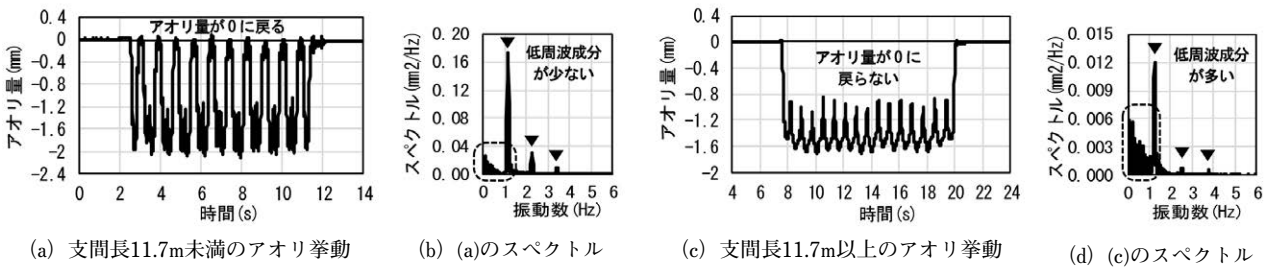 アオリ量(mm)
0.4
0
-0.4
-0.8
-1.2
-1.6
-2
-2.4
アオリ量が0に戻る
0 2 4 6 8 10 12 14
時間(s)
(a) 支間長11.7m未満のアオリ挙動
スペクトル(mm2/Hz)
0.20
0.16
0.12
0.08
0.04
0.00
低周波成分
が少ない
0 1 2 3 4 5 6
振動数(Hz)
(b) (a)のスペクトル
アオリ量(mm)
0.4
0
-0.4
-0.8
-1.2
-1.6
-2
アオリ量が0に
戻らない
4 6 8 10 12 14 16 18 20 22 24
時間(s)
(c) 支間長11.7m以上のアオリ挙動
スペクトル(mm2/Hz)
0.015
0.012
0.009
0.006
0.003
0.000
低周波成分
が多い
0 1 2 3 4 5 6
振動数(Hz)
(d) (c)のスペクトル